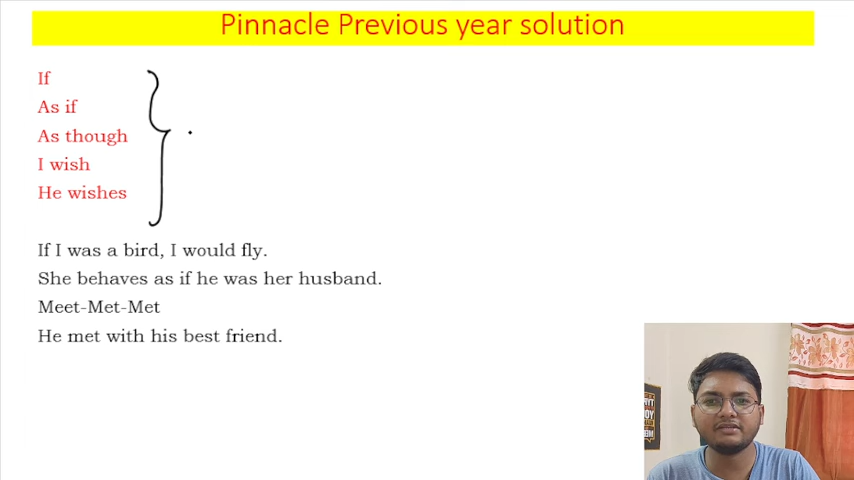 Pinnacle Previous year solution
If
As if
As though
I wish
He wishes
If I was a bird, I would fly.
She behaves as if he was her husband.
Meet-Met-Met
He met with his best friend.